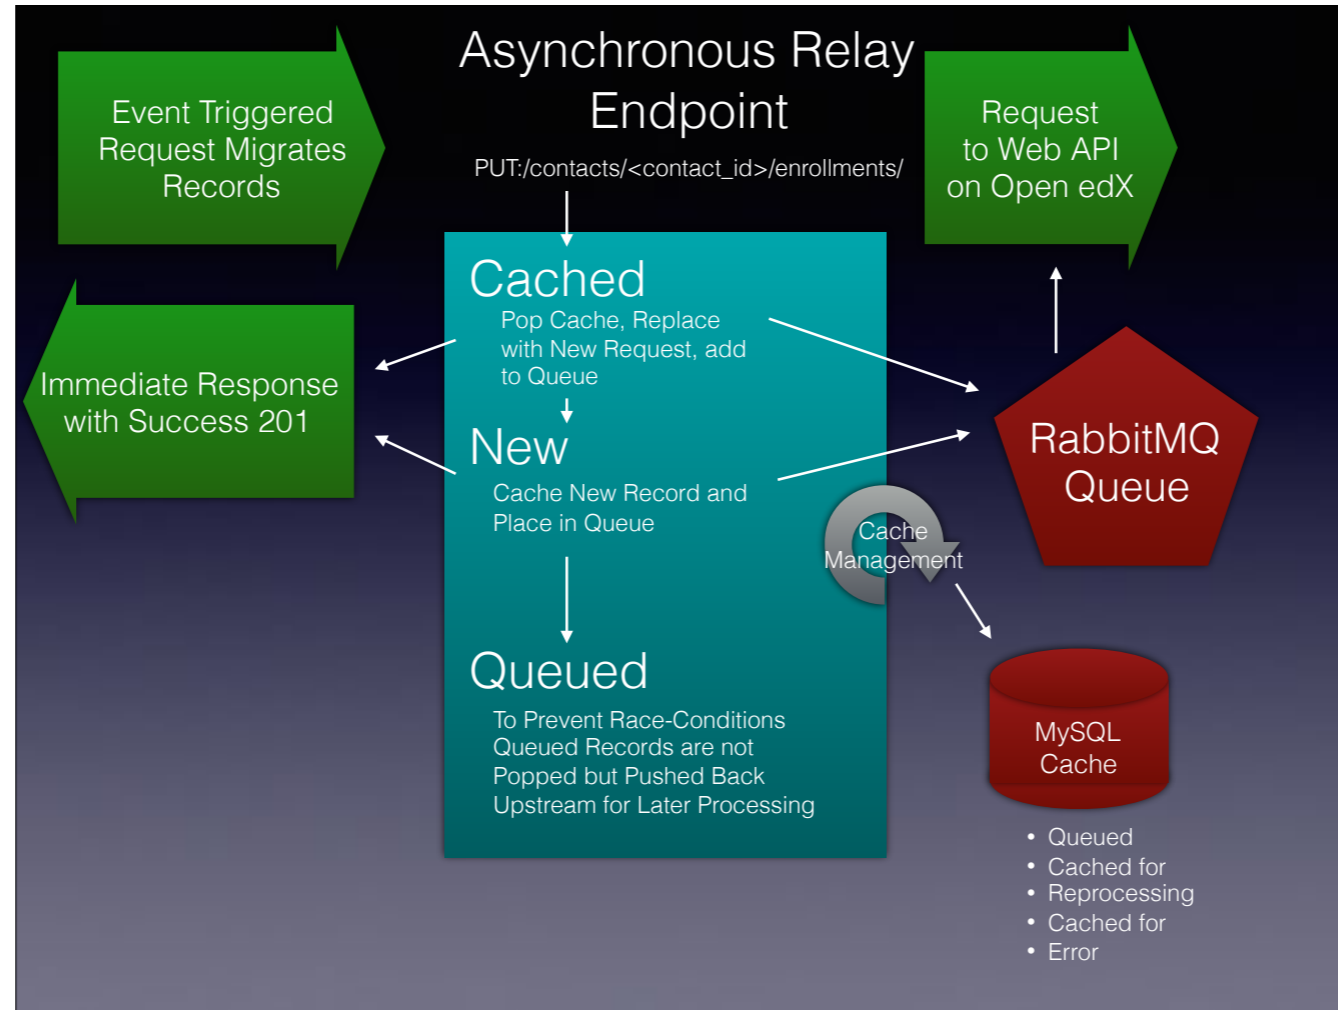 Asynchronous Relay
Endpoint
PUT:/contacts/<contact_id>/enrollments/
Event Triggered
Request Migrates
Records
Request
to Web API
on Open edX
Immediate Response
with Success 201
Cached
Pop Cache, Replace
with New Request, add
to Queue
New
Cache New Record and
Place in Queue
Queued
To Prevent Race-Conditions
Queued Records are not
Popped but Pushed Back
Upstream for Later Processing
RabbitMQ
Queue
Cache
Management
MySQL
Cache
• Queued
• Cached for
• Reprocessing
• Cached for
• Error